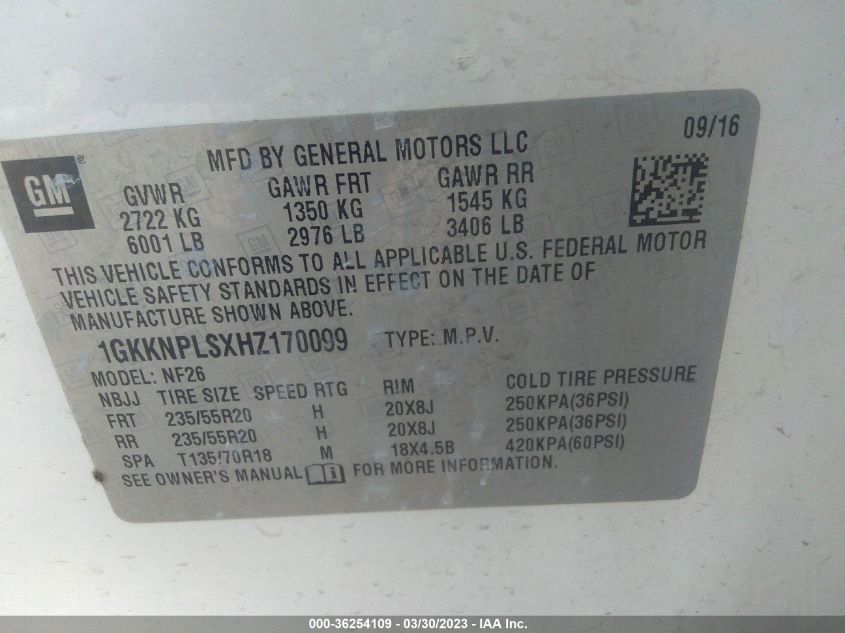 09/16
MFD BY GENERAL MOTORS LLC
GM
GVWR GAWR FRT GAWR RR
2722 KG 1350 KG 1545 KG
6001 LB 2976 LB 3406 LB
THIS VEHICLE CONFORMS TO ALL APPLICABLE U.S. FEDERAL MOTOR
VEHICLE SAFETY STANDARDS IN EFFECT ON THE DATE OF
MANUFACTURE SHOWN ABOVE.
1GKKNPLSXHZ170099 TYPE: M.P.V.
MODEL: NF26
NBJJ TIRE SIZE SPEED RTG RIM COLD TIRE PRESSURE
FRT 235/55R20 H 20X8J 250KPA(36PSI)
RR 235/55R20 H 20X8J 250KPA(36PSI)
SPA T135/70R18 M 18X4.5B 420KPA(60PSI)
SEE OWNER'S MANUAL FOR MORE INFORMATION.
000-36254109 - 03/30/2023 - IAA Inc.